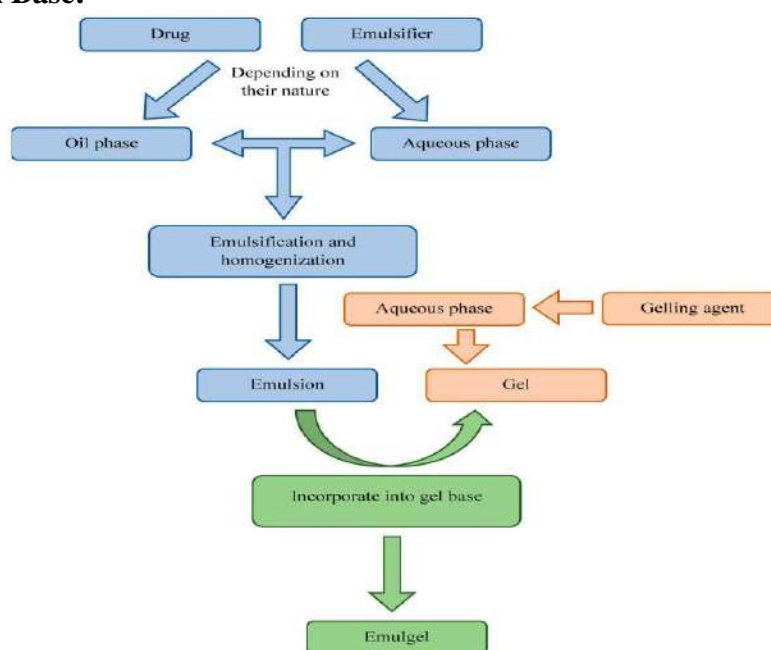 Base:
Drug
Emulsifier
Depending on
their nature
Oil phase
Aqueous phase
Emulsification and
homogenization
Aqueous phase
Gelling agent
Emulsion
Gel
Incorporate into gel base
Emulgel